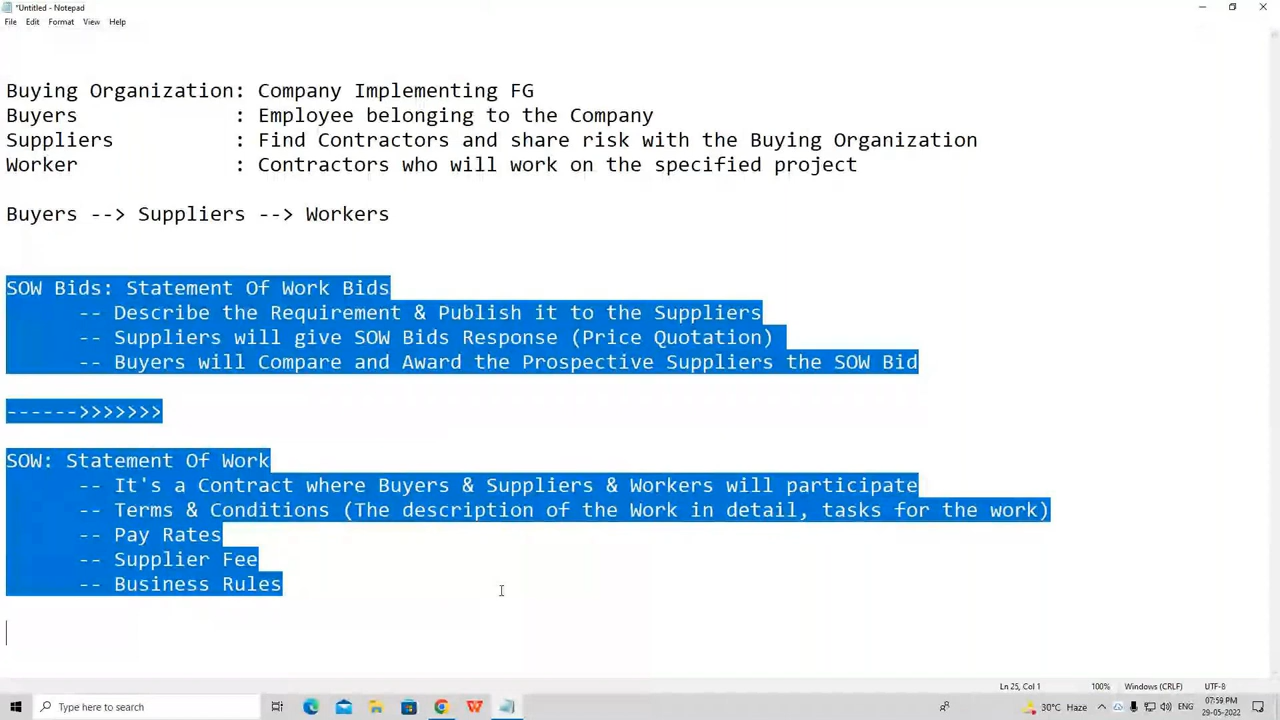 *Untitled - Notepad
File Edit Format View Help
Buying Organization: Company Implementing FG
Buyers : Employee belonging to the Company
Suppliers : Find Contractors and share risk with the Buying Organization
Worker : Contractors who will work on the specified project
Buyers --> Suppliers --> Workers
SOW Bids: Statement Of Work Bids
-- Describe the Requirement & Publish it to the Suppliers
-- Suppliers will give SOW Bids Response (Price Quotation)
-- Buyers will Compare and Award the Prospective Suppliers the SOW Bid
------>>>>>>>
SOW: Statement Of Work
-- It's a Contract where Buyers & Suppliers & Workers will participate
-- Terms & Conditions (The description of the Work in detail, tasks for the work)
-- Pay Rates
-- Supplier Fee
-- Business Rules
Ln 25, Col 1 100% Windows (CRLF) UTF-8
Type here to search 30°C Haze ENG 07:59 PM
29-05-2022